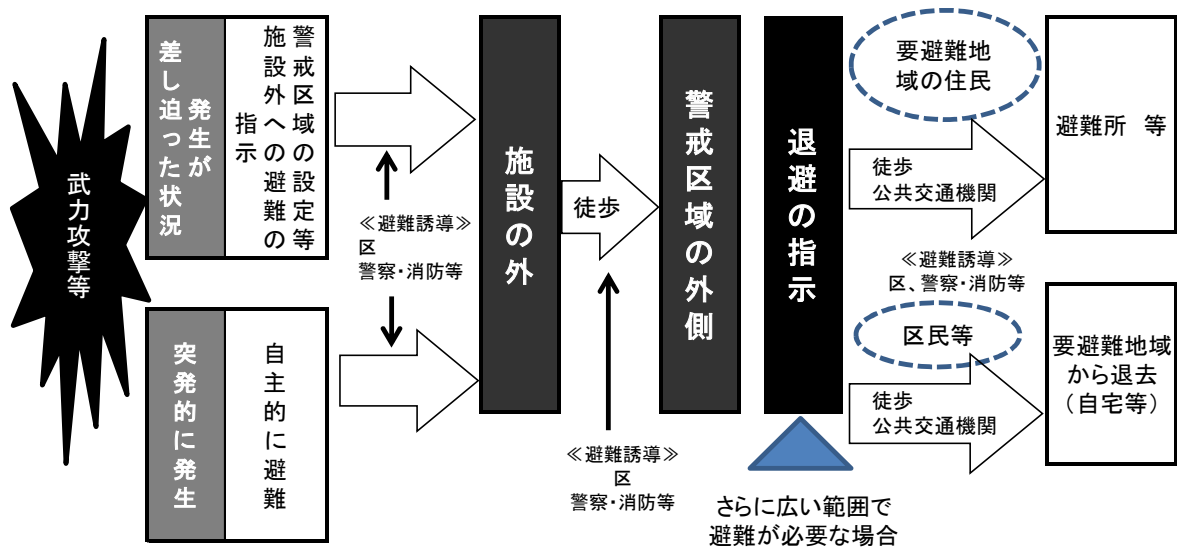 武力攻撃等
差し迫った状況
発生が
警戒区域の設定等
施設外への避難の
指示
≪避難誘導≫
区
警察・消防等
突発的に発生
自主的に避難
施設の外
徒歩
≪避難誘導≫
区
警察・消防等
警戒区域の外側
退避の指示
さらに広い範囲で
避難が必要な場合
要避難地
域の住民
徒歩
公共交通機関
避難所　等
≪避難誘導≫
区、警察・消防等
区民等
徒歩
公共交通機関
要避難地域
から退去
（自宅等）